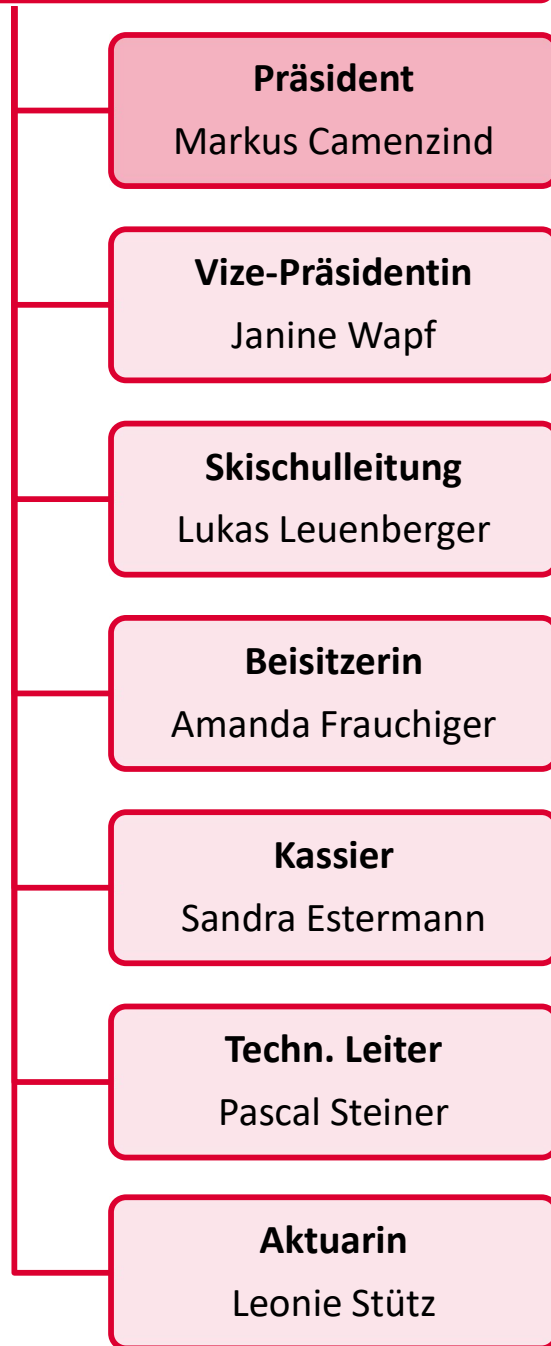 Präsident
Markus Camenzind
Vize-Präsidentin
Janine Wapf
Skischulleitung
Lukas Leuenberger
Beisitzerin
Amanda Frauchiger
Kassier
Sandra Estermann
Techn. Leiter
Pascal Steiner
Aktuarin
Leonie Stütz